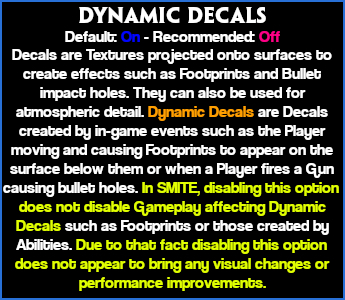 DYNAMIC DECALS
Default: On - Recommended: Off
Decals are Textures projected onto surfaces to
create effects such as Footprints and Bullet
impact holes. They can also be used for
atmospheric detail. Dynamic Decals are Decals
created by in-game events such as the Player
moving and causing Footprints to appear on the
surface below them or when a Player fires a Gun
causing bullet holes. In SMITE, disabling this option
does not disable Gameplay affecting Dynamic
Decals such as Footprints or those created by
Abilities. Due to that fact disabling this option
does not appear to bring any visual changes or
performance improvements.